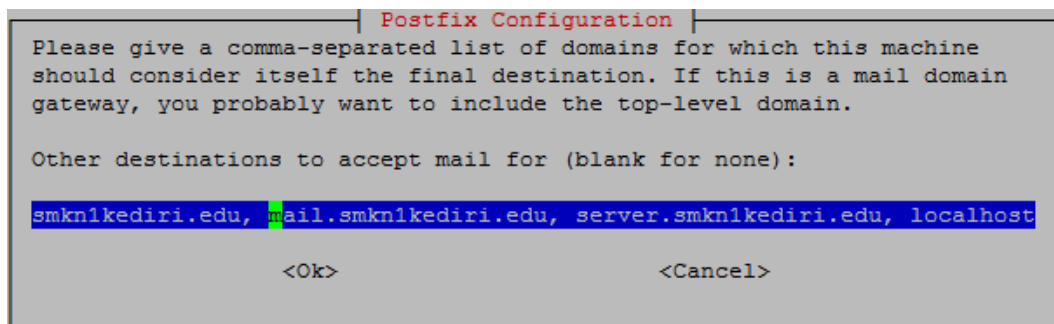 Postfix Configuration
Please give a comma-separated list of domains for which this machine
should consider itself the final destination. If this is a mail domain
gateway, you probably want to include the top-level domain.
Other destinations to accept mail for (blank for none):
smkn1kediri.edu, mail.smkn1kediri.edu, server.smkn1kediri.edu, localhost
<Ok> <Cancel>